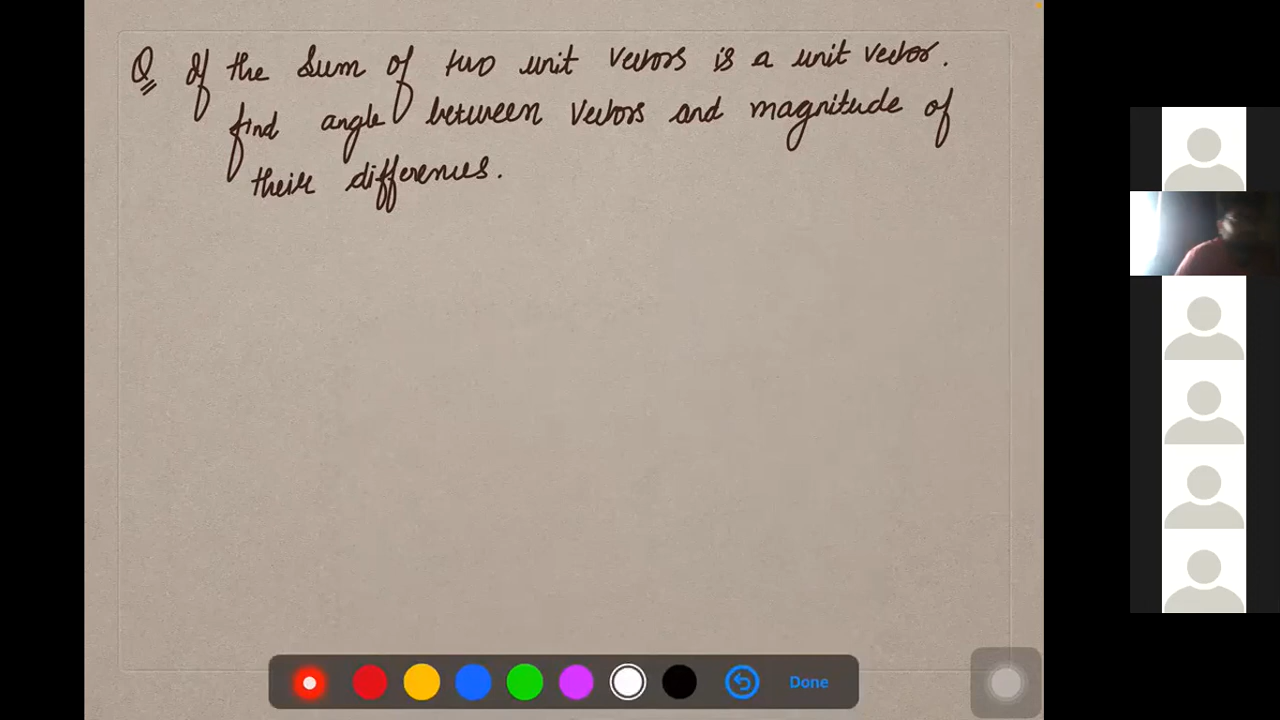 Q If the Sum of two unit vectors is a unit vector.
find angle between vectors and magnitude of
their differences.
Done